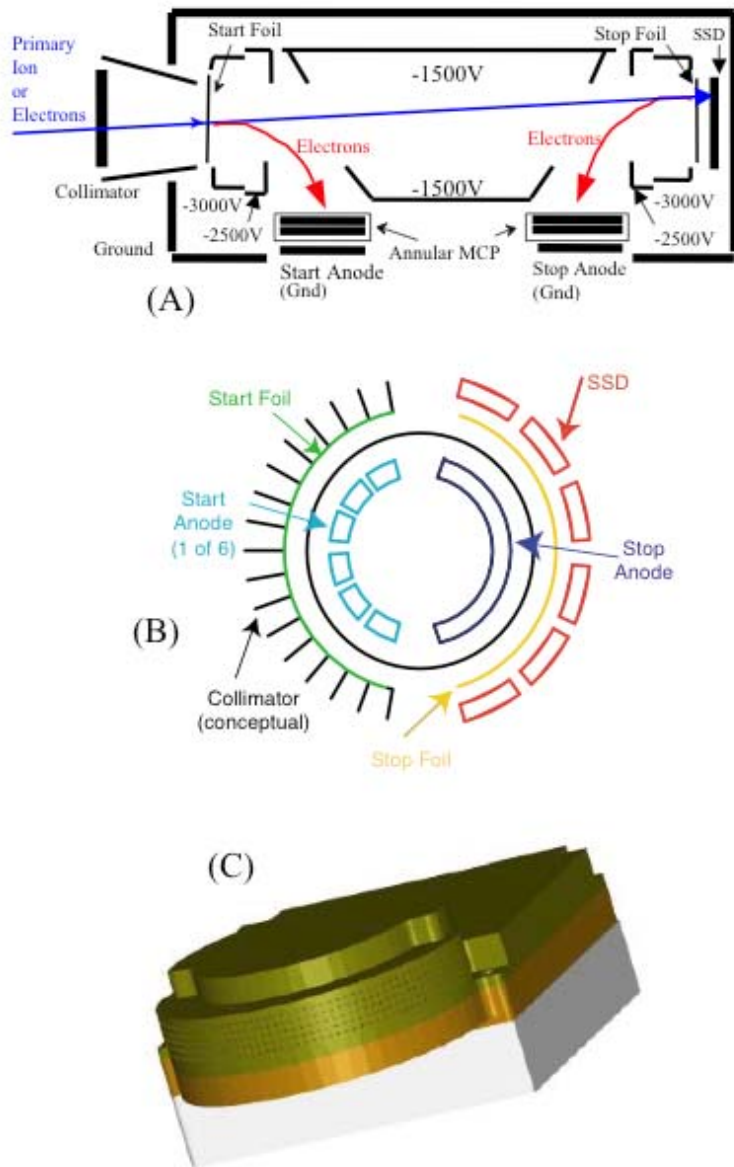 Start Foil
Stop Foil
SSD
Primary
Ion
or
Electrons
-1500V
Electrons
Electrons
-1500V
Collimator
-3000V
-2500V
-3000V
-2500V
Ground
Annular MCP
Start Anode
(Gnd)
Stop Anode
(Gnd)
(A)
Start Foil
SSD
Start
Anode
(1 of 6)
Stop
Anode
(B)
Collimator
(conceptual)
Stop Foil
(C)